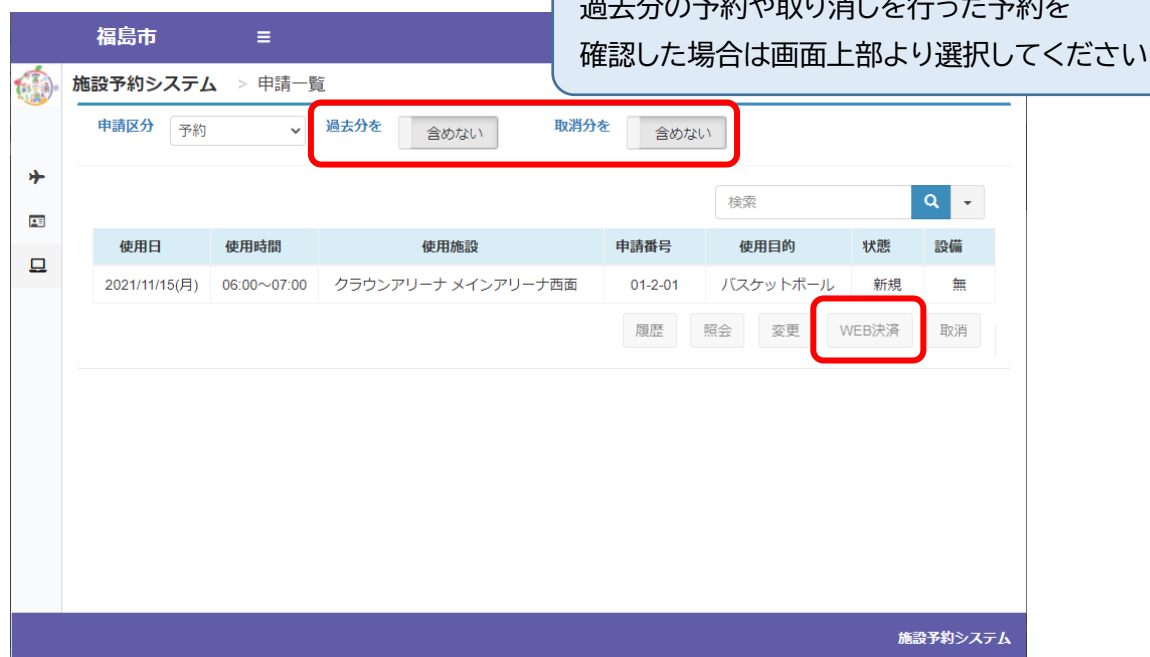 過去分の予約や取り消しを行った予約を
確認した場合は画面上部より選択してください
福島市
施設予約システム > 申請一覧
申請区分 予約 過去分を 含めない 取消分を 含めない
検索
使用日 使用時間 使用施設 申請番号 使用目的 状態 設備
2021/11/15(月) 06:00～07:00 クラウンアリーナ メインアリーナ西面 01-2-01 バスケットボール 新規 無
履歴 照会 変更 WEB決済 取消
施設予約システム